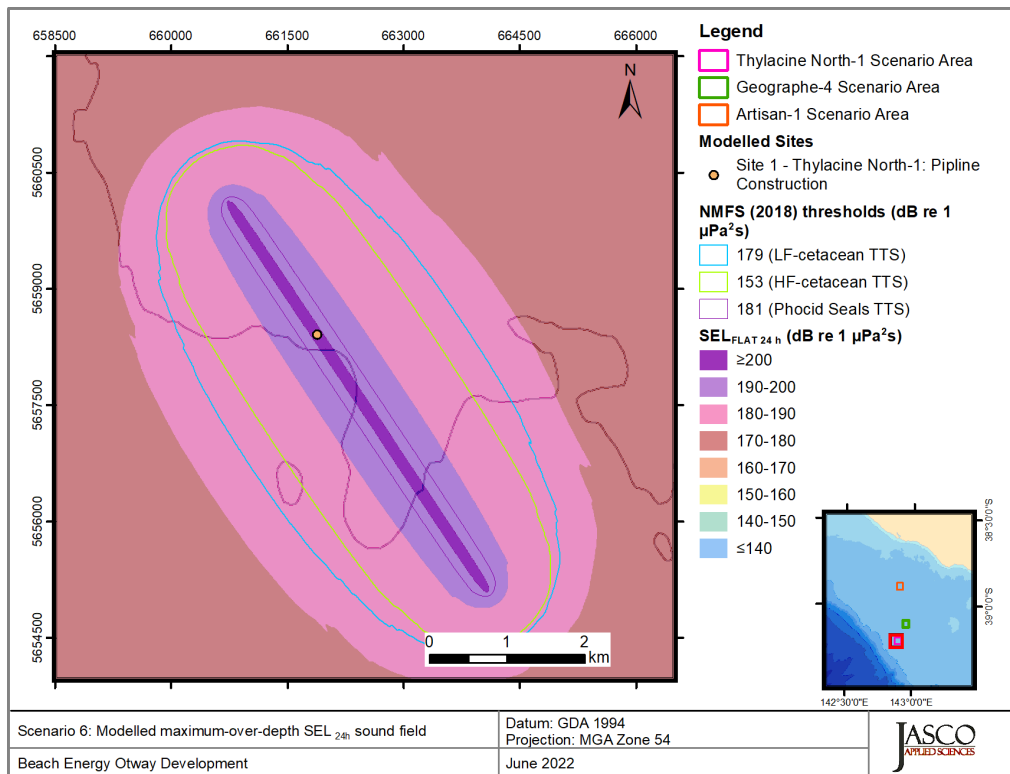 658500 660000 661500 663000 664500 666000
5660500
5659000
5657500
5656000
5654500
N
0 1 2
km
Legend
Thylacine North-1 Scenario Area
Geographe-4 Scenario Area
Artisan-1 Scenario Area
Modelled Sites
Site 1 - Thylacine North-1: Pipline
Construction
NMFS (2018) thresholds (dB re 1
µPa²s)
179 (LF-cetacean TTS)
153 (HF-cetacean TTS)
181 (Phocid Seals TTS)
SEL FLAT 24 h (dB re 1 µPa²s)
≥200
190-200
180-190
170-180
160-170
150-160
140-150
≤140
38°30'0"S
39°0'0"S
142°30'0"E 143°0'0"E
Scenario 6: Modelled maximum-over-depth SEL 24h sound field
Beach Energy Otway Development
Datum: GDA 1994
Projection: MGA Zone 54
June 2022
JASCO
APPLIED SCIENCES